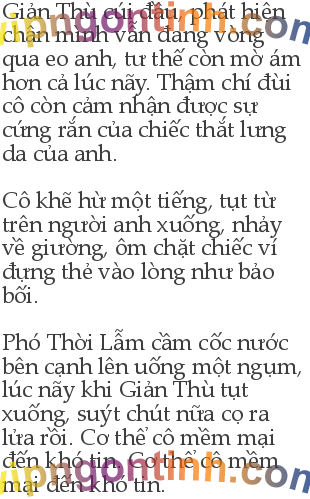 Giản Thù cúi đầu, phát hiện
chân mình vẫn đang vòng
qua eo anh, tư thế còn mờ ám
hơn cả lúc nãy. Thậm chí đùi
cô còn cảm nhận được sự
cứng rắn của chiếc thắt lưng
da của anh.
Cô khẽ hừ một tiếng, tụt từ
trên người anh xuống, nhảy
về giường, ôm chặt chiếc ví
đựng thẻ vào lòng như bảo
bối.
Phó Thời Lẫm cầm cốc nước
bên cạnh lên uống một ngụm,
lúc nãy khi Giản Thù tụt
xuống, suýt chút nữa cọ ra
lửa rồi. Cơ thể cô mềm mại
đến khó tin. Cơ thể cô mềm
mại đến khó tin.
vipngontinh.com
vipngontinh.com